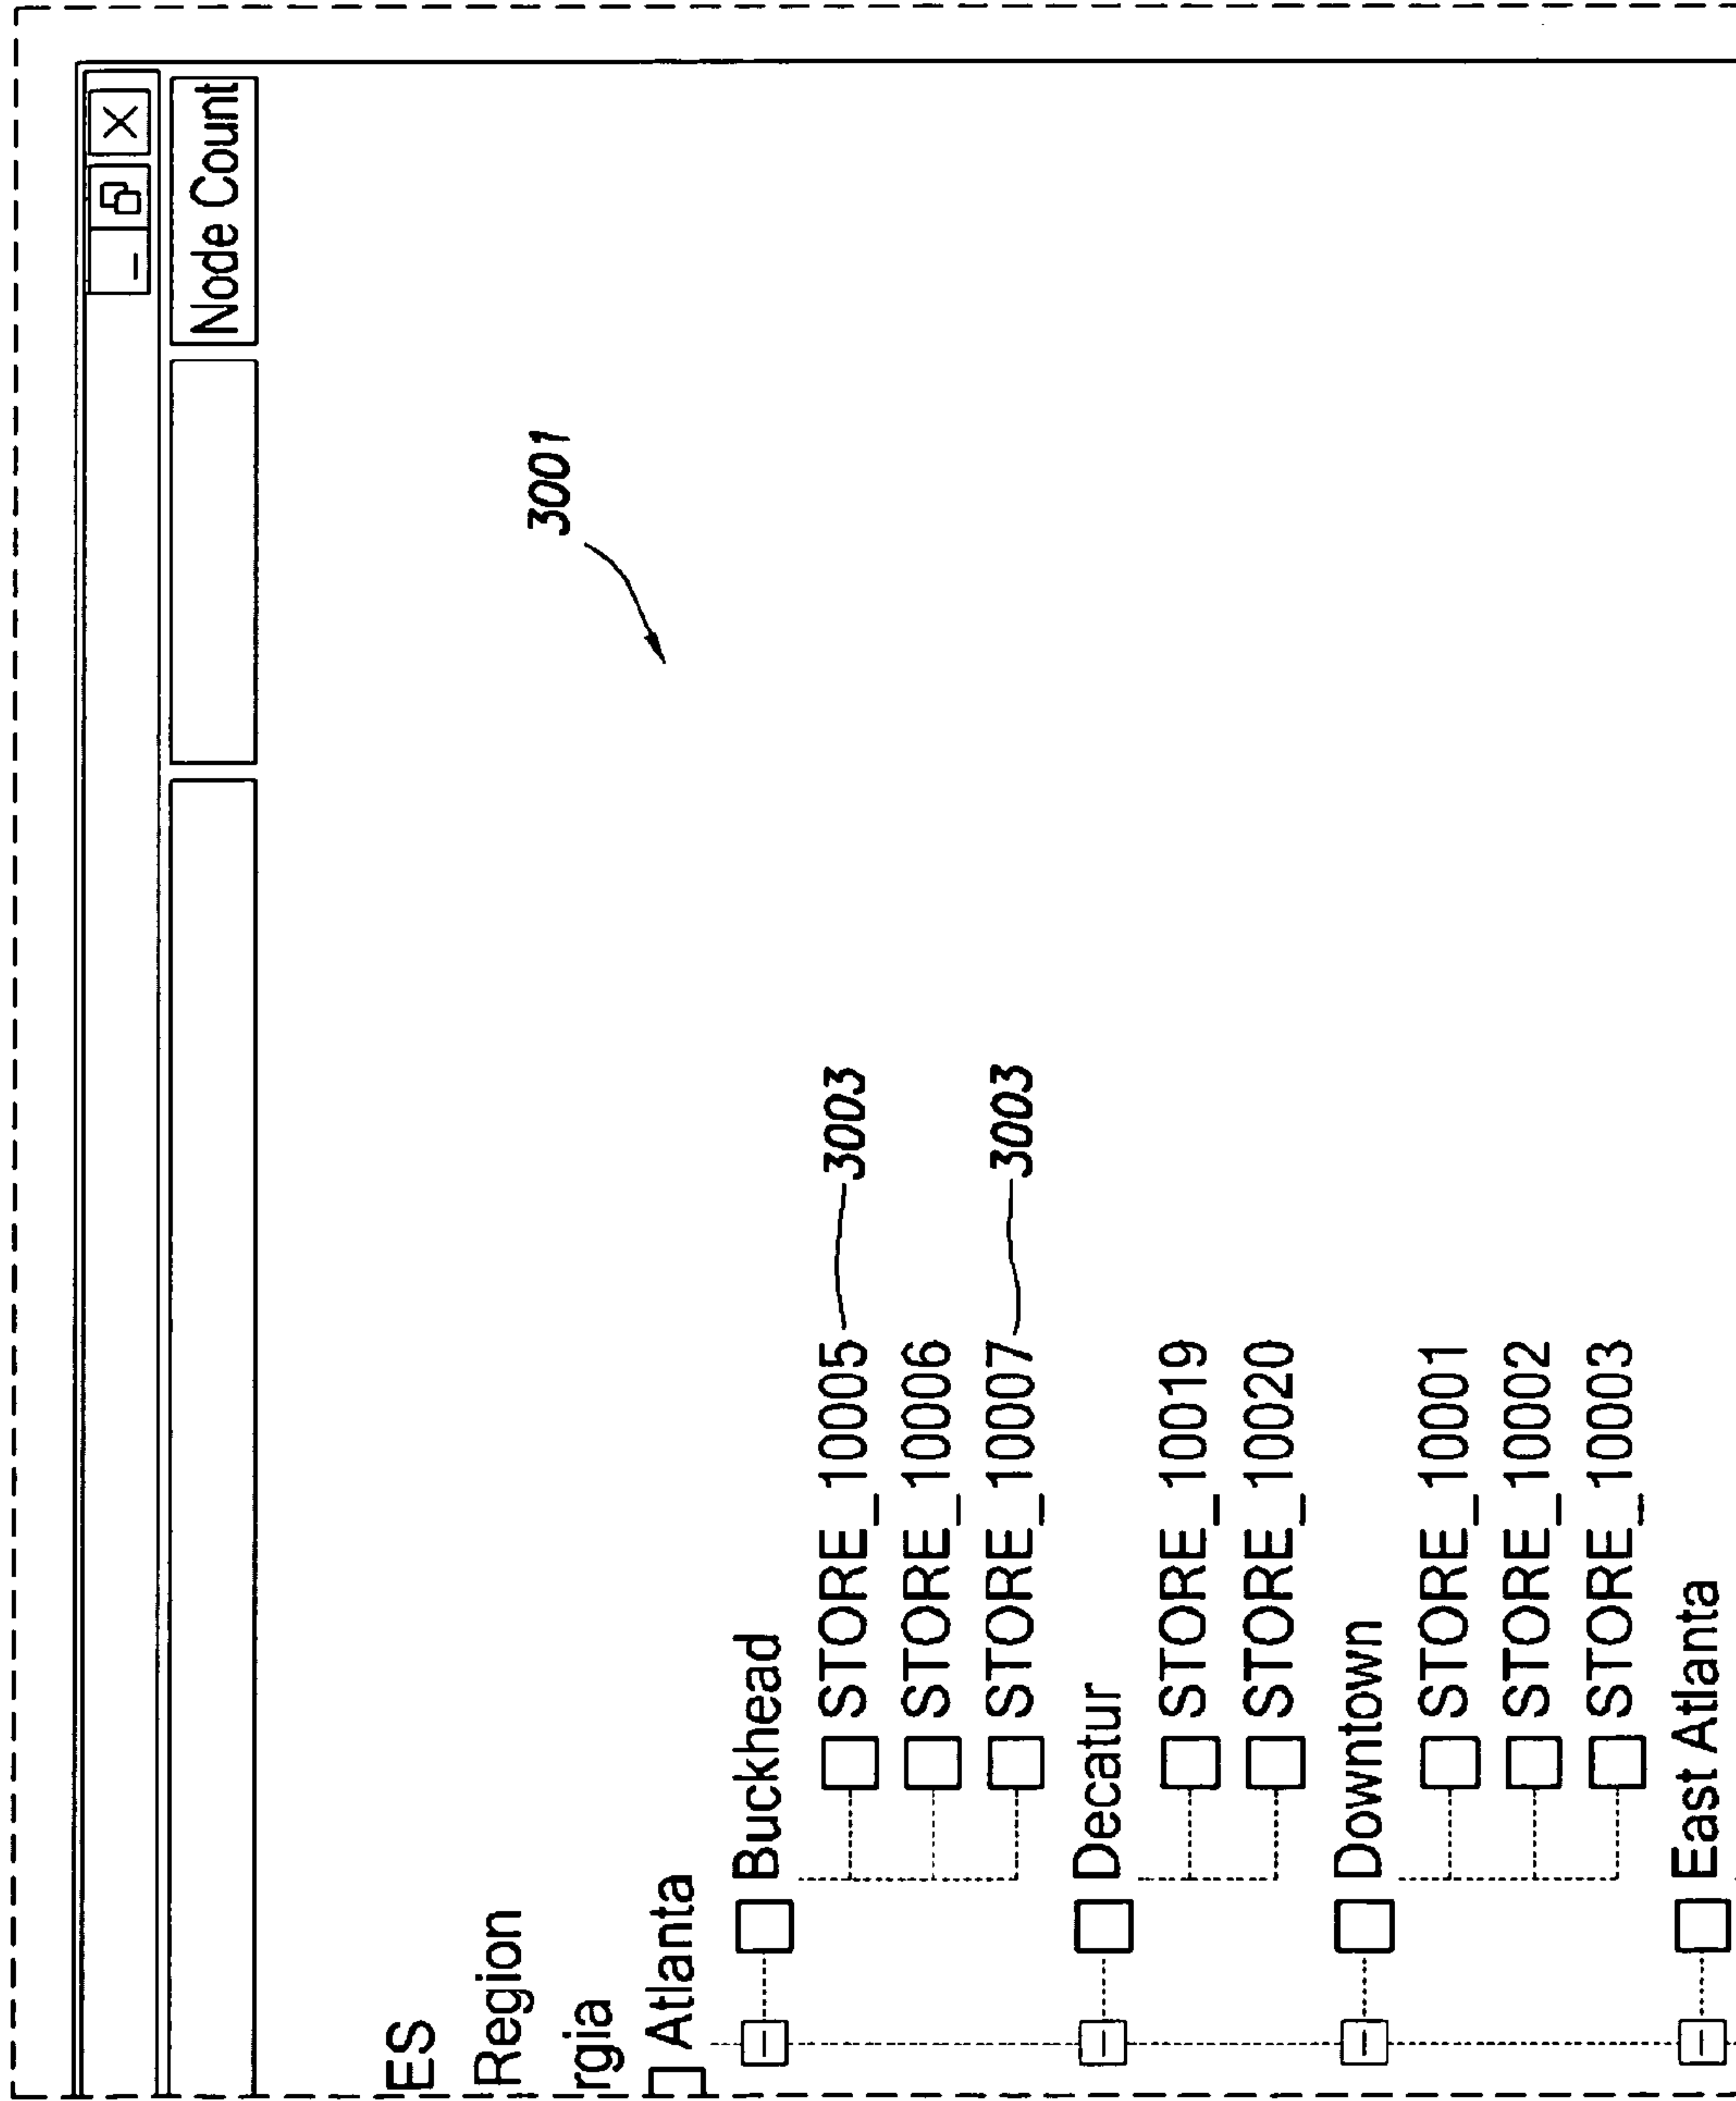 Node Count
3001
ES
Region
rgia
Atlanta
Buckhead
STORE_10005 3003
STORE_10006
STORE_10007 3003
Decatur
STORE_10019
STORE_10020
Downtown
STORE_10001
STORE_10002
STORE_10003
East Atlanta